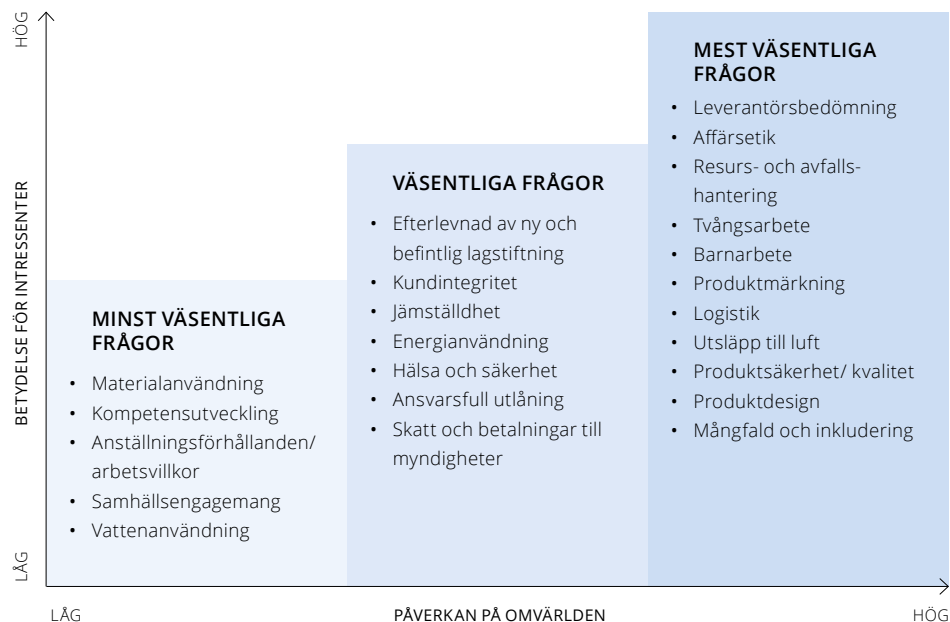 HÖG
BETYDELSE FÖR INTRESSENTER
LÅG
MINST VÄSENTLIGA
FRÅGOR
• Materialanvändning
• Kompetensutveckling
• Anställningsförhållanden/
arbetsvillkor
• Samhällsengagemang
• Vattenanvändning
VÄSENTLIGA FRÅGOR
• Efterlevnad av ny och
befintlig lagstiftning
• Kundintegritet
• Jämställdhet
• Energianvändning
• Hälsa och säkerhet
• Ansvarsfull utlåning
• Skatt och betalningar till
myndigheter
MEST VÄSENTLIGA
FRÅGOR
• Leverantörsbedömning
• Affärsetik
• Resurs- och avfalls-
hantering
• Tvångsarbete
• Barnarbete
• Produktmärkning
• Logistik
• Utsläpp till luft
• Produktsäkerhet/ kvalitet
• Produktdesign
• Mångfald och inkludering
LÅG
PÅVERKAN PÅ OMVÄRLDEN
HÖG